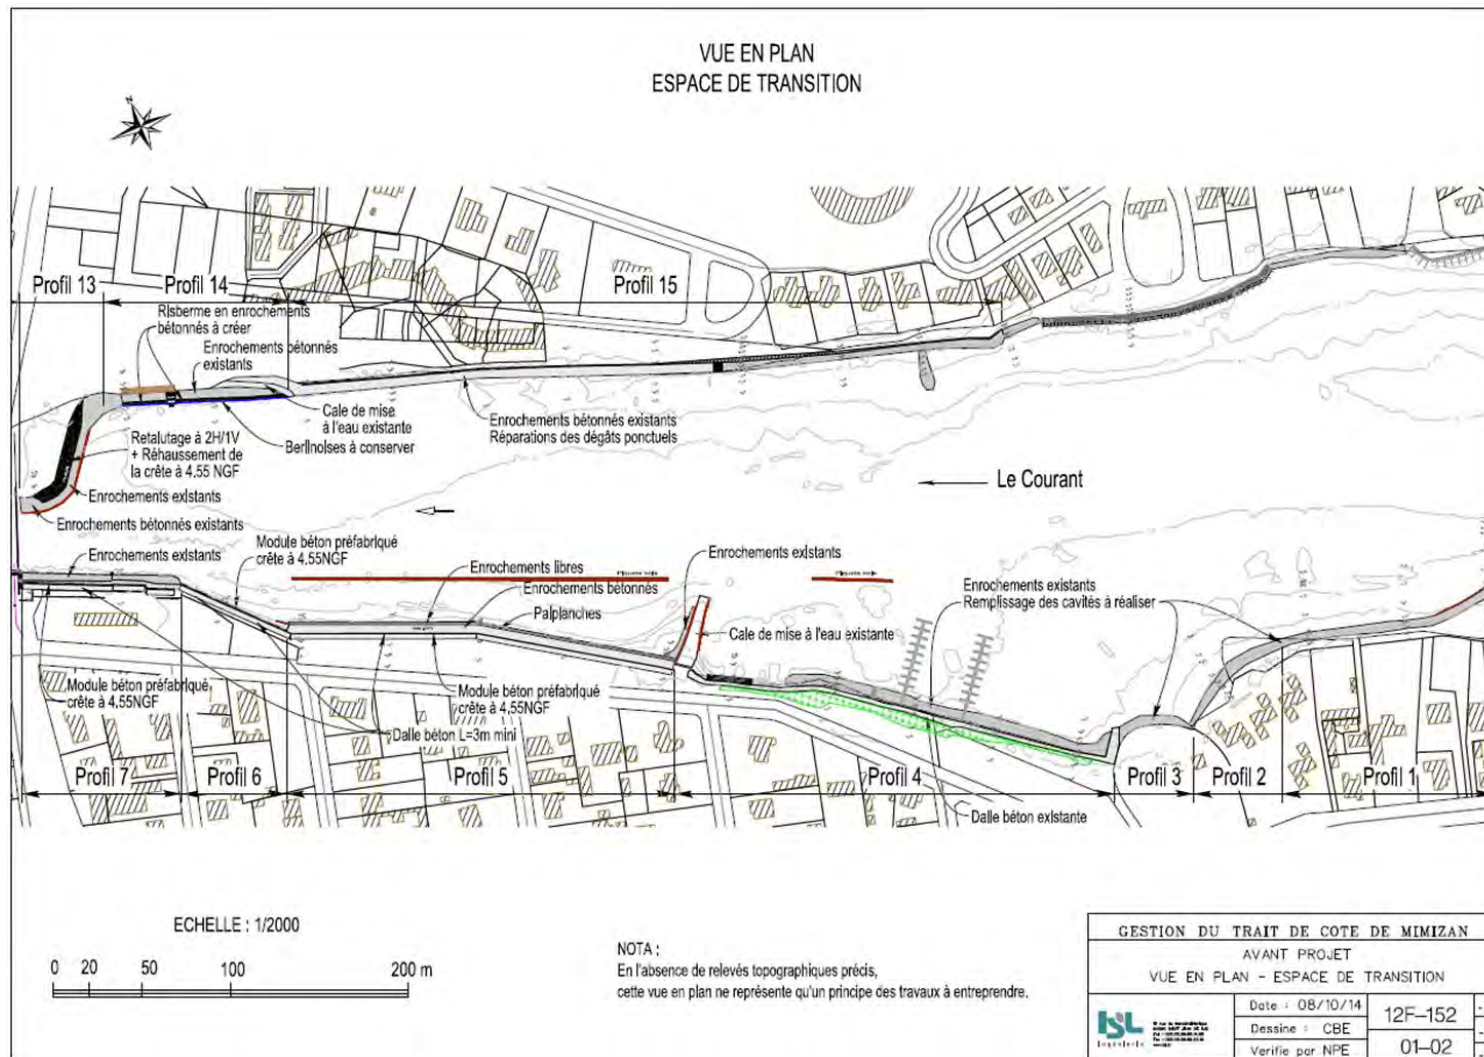 VUE EN PLAN
ESPACE DE TRANSITION
N
Profil 13
Profil 14
Profil 15
Risberme en enrochements
bétonnés à créer
Enrochements bétonnés
existants
Cale de mise
à l'eau existante
Berlinoises à conserver
Enrochements bétonnés existants
Réparations des dégâts ponctuels
Retalutage à 2H/1V
+ Réhaussement de
la crête à 4.55 NGF
Enrochements existants
Enrochements bétonnés existants
Le Courant
Enrochements existants
Module béton préfabriqué
crête à 4,55NGF
Enrochements libres
Enrochements bétonnés
Palplanches
Enrochements existants
Cale de mise à l'eau existante
Enrochements existants
Remplissage des cavités à réaliser
Module béton préfabriqué
crête à 4,55NGF
Module béton préfabriqué
crête à 4,55NGF
Dalle béton L=3m mini
Profil 7
Profil 6
Profil 5
Profil 4
Profil 3
Profil 2
Profil 1
Dalle béton existante
ECHELLE : 1/2000
0 20 50 100 200 m
NOTA :
En l'absence de relevés topographiques précis,
cette vue en plan ne représente qu'un principe des travaux à entreprendre.
GESTION DU TRAIT DE COTE DE MIMIZAN
AVANT PROJET
VUE EN PLAN - ESPACE DE TRANSITION
ISL
Ingénierie
Date : 08/10/14
Dessine : CBE
Verifie par NPE
12F-152
01-02